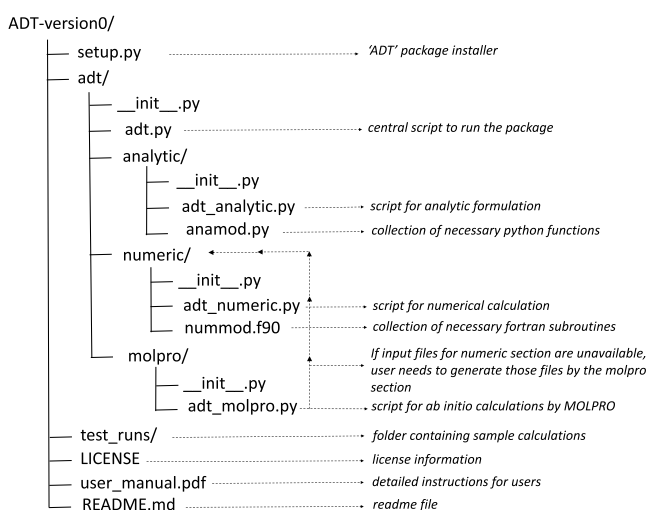 ADT-version0/
setup.py 'ADT' package installer
adt/
__init__.py
adt.py central script to run the package
analytic/
__init__.py
adt_analytic.py script for analytic formulation
anamod.py collection of necessary python functions
numeric/
__init__.py
adt_numeric.py script for numerical calculation
nummod.f90 collection of necessary fortran subroutines
molpro/
If input files for numeric section are unavailable,
user needs to generate those files by the molpro
section
__init__.py
adt_molpro.py script for ab initio calculations by MOLPRO
test_runs/ folder containing sample calculations
LICENSE license information
user_manual.pdf detailed instructions for users
README.md readme file